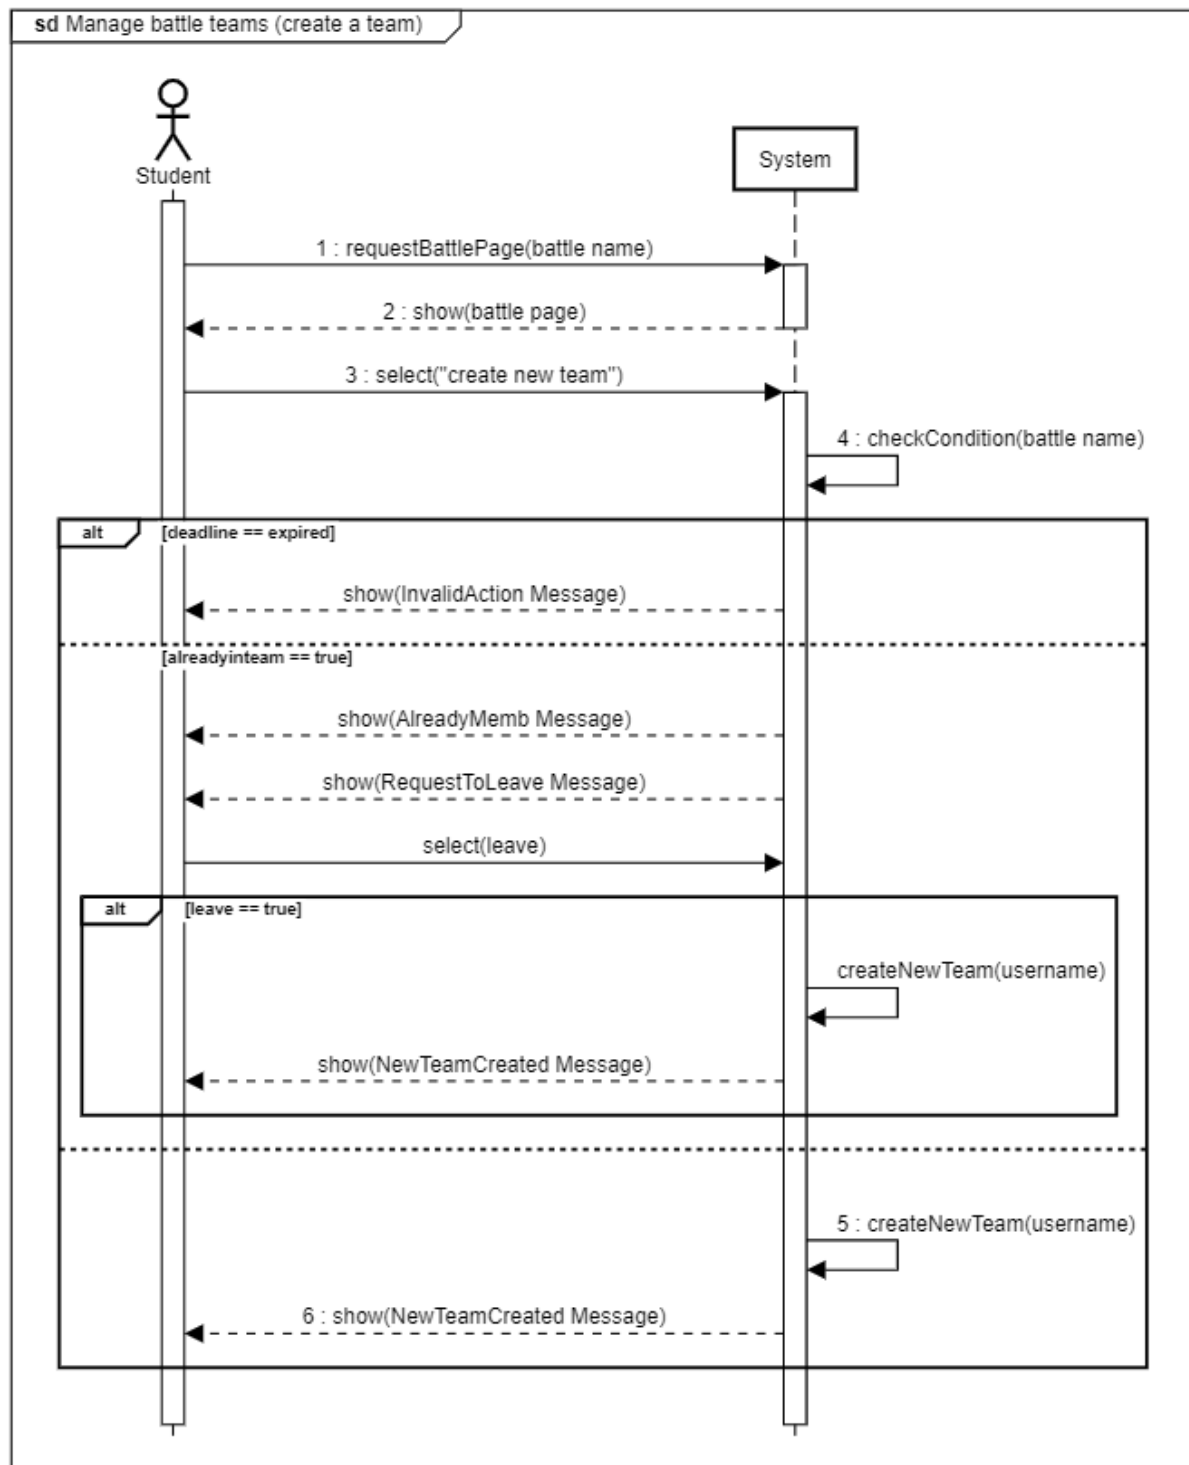 sd Manage battle teams (create a team)
Student
System
1 : requestBattlePage(battle name)
2 : show(battle page)
3 : select("create new team")
4 : checkCondition(battle name)
alt [deadline == expired]
show(InvalidAction Message)
[alreadyinteam == true]
show(AlreadyMemb Message)
show(RequestToLeave Message)
select(leave)
alt [leave == true]
createNewTeam(username)
show(NewTeamCreated Message)
5 : createNewTeam(username)
6 : show(NewTeamCreated Message)